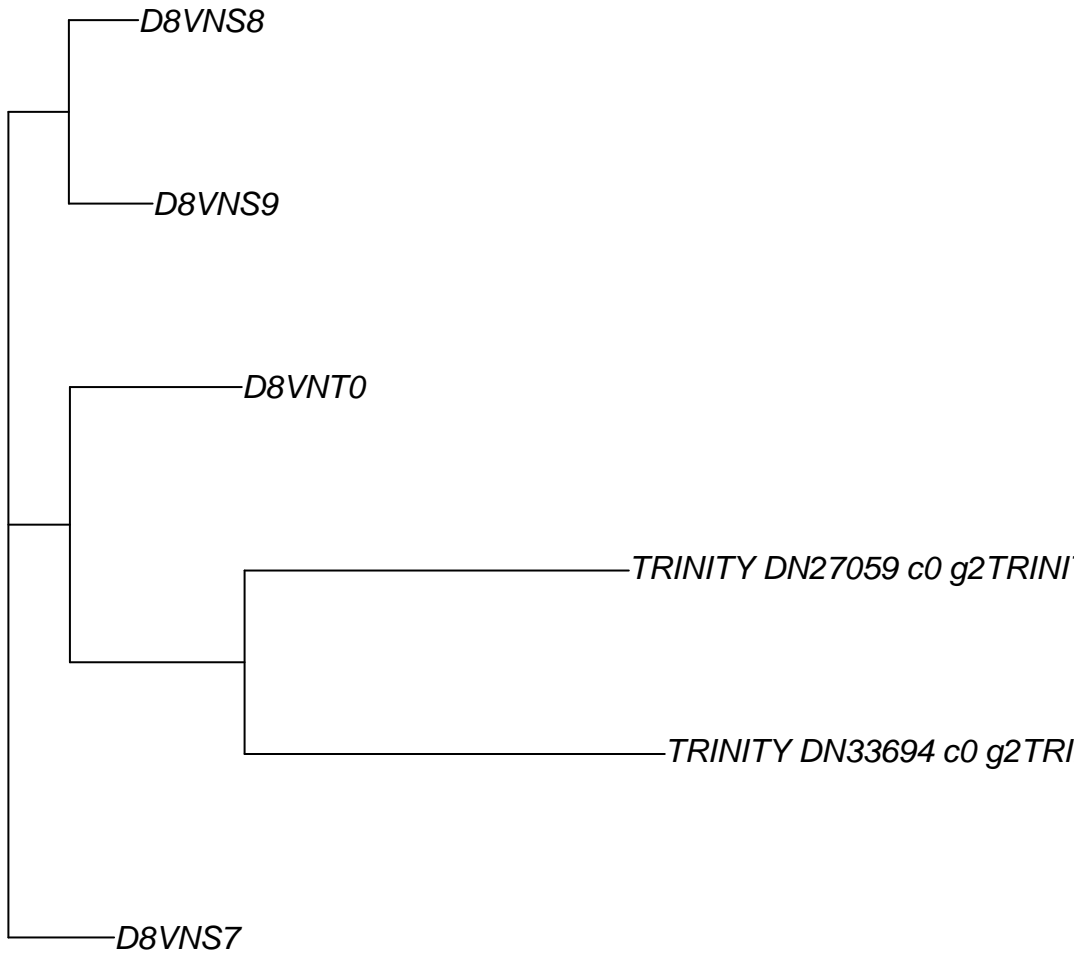 D8VNS8
D8VNS9
D8VNT0
TRINITY DN27059 c0 g2TRINI
TRINITY DN33694 c0 g2TRI
D8VNS7